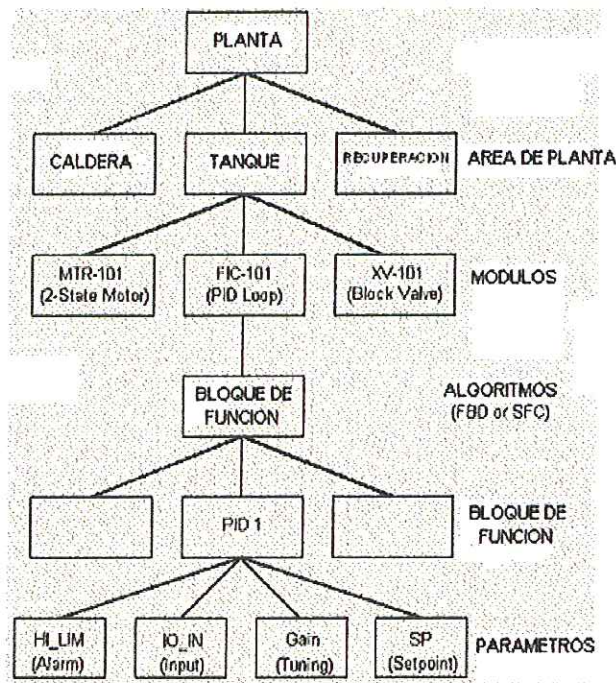 PLANTA
CALDERA
TANQUE
RECUPERACION
AREA DE PLANTA
MTR-101
(2-State Motor)
FIC-101
(PID Loop)
XV-101
(Block Valve)
MODULOS
BLOQUE DE
FUNCION
ALGORITMOS
(FBD or SFC)
PID 1
BLOQUE DE
FUNCION
HI_LIM
(Alarm)
IO_IN
(Input)
Gain
(Tuning)
SP
(Setpoint)
PARAMETROS